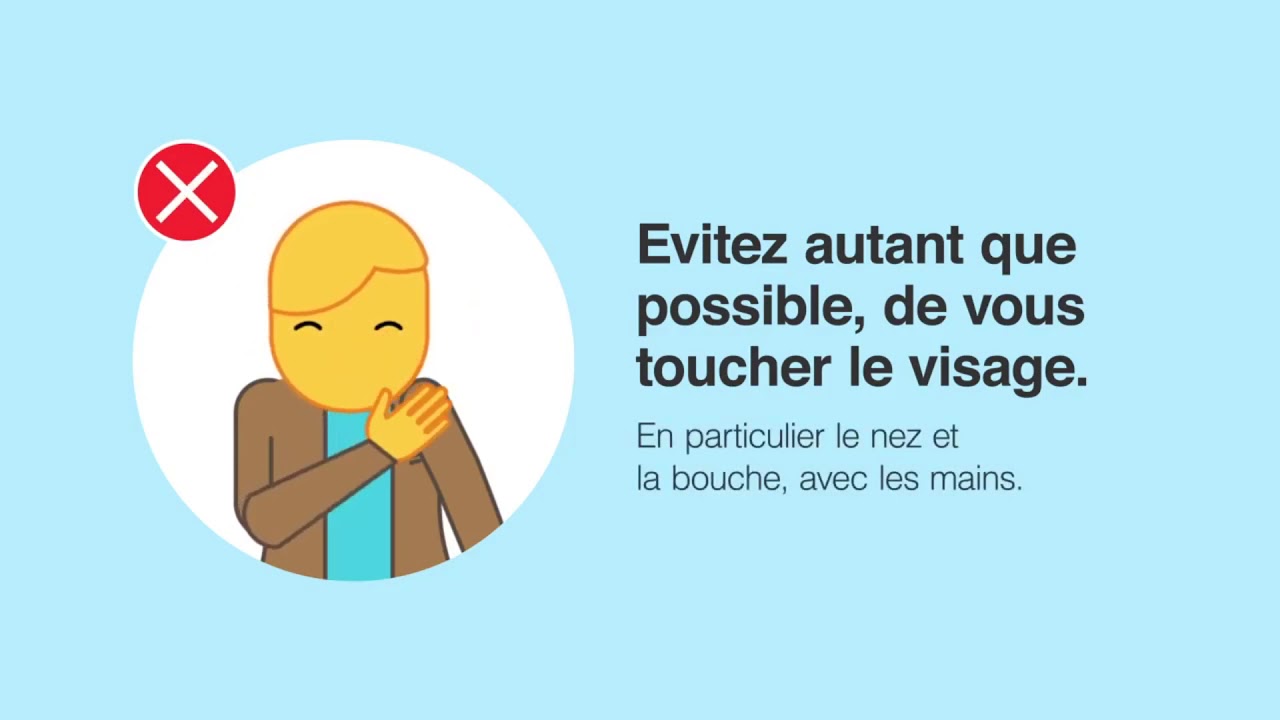 Evitez autant que
possible, de vous
toucher le visage.
En particulier le nez et
la bouche, avec les mains.